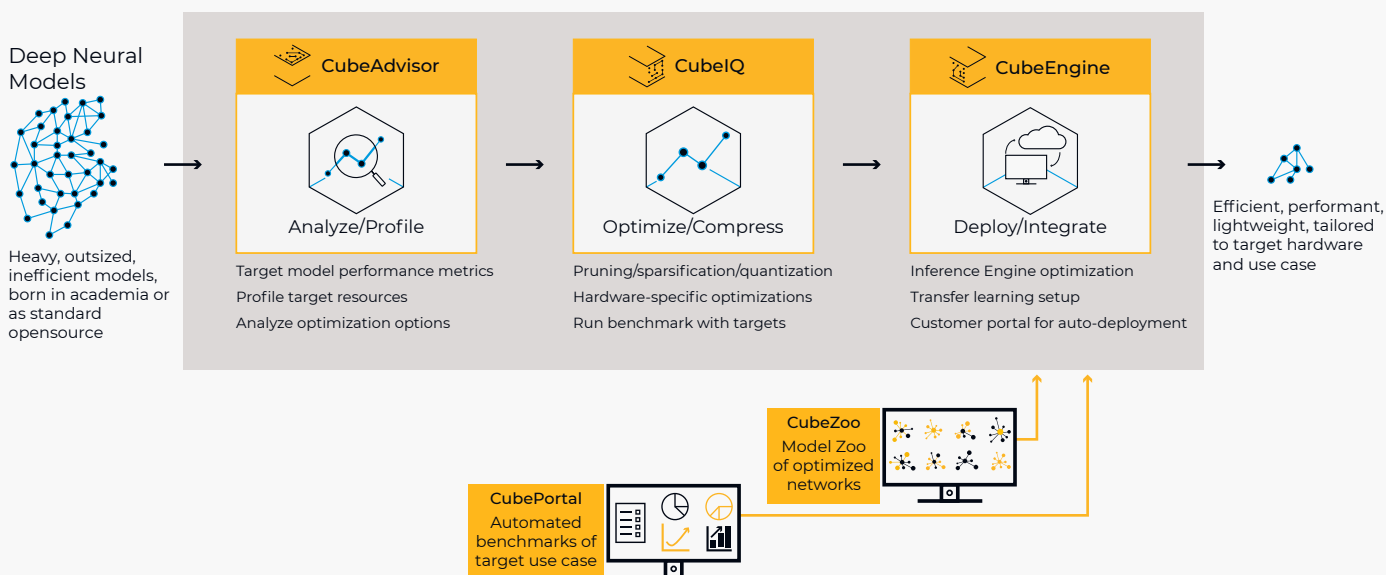 Deep Neural
Models
Heavy, outsized,
inefficient models,
born in academia or
as standard
opensource
CubeAdvisor
Analyze/Profile
Target model performance metrics
Profile target resources
Analyze optimization options
CubeIQ
Optimize/Compress
Pruning/sparsification/quantization
Hardware-specific optimizations
Run benchmark with targets
CubeEngine
Deploy/Integrate
Inference Engine optimization
Transfer learning setup
Customer portal for auto-deployment
Efficient, performant,
lightweight, tailored
to target hardware
and use case
CubeZoo
Model Zoo
of optimized
networks
CubePortal
Automated
benchmarks of
target use case